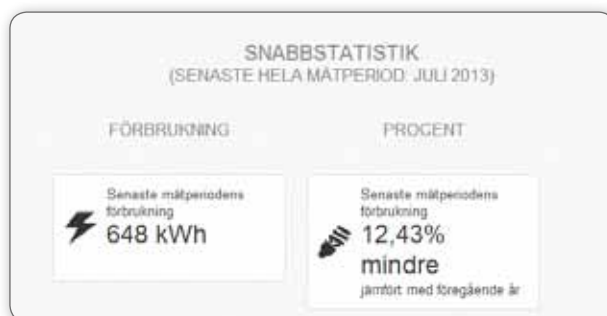 SNABBSTATISTIK
(SENASTE HELA MÄTPERIOD: JULI 2013)
FÖRBRUKNING
PROCENT
Senaste mätperiodens
förbrukning
648 kWh
Senaste mätperiodens
förbrukning
12,43%
mindre
jämfört med föregående år